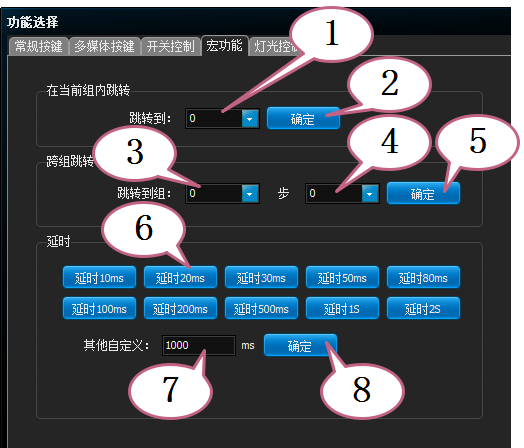 功能选择
常规按键 多媒体按键 开关控制 宏功能 灯光控
1
在当前组内跳转
2
跳转到： 0 确定
3 4 5
跨组跳转
跳转到组： 0 步 0 确定
6
延时
延时10ms 延时20ms 延时30ms 延时50ms 延时80ms
延时100ms 延时200ms 延时500ms 延时1S 延时2S
其他自定义： 1000 ms 确定
7 8